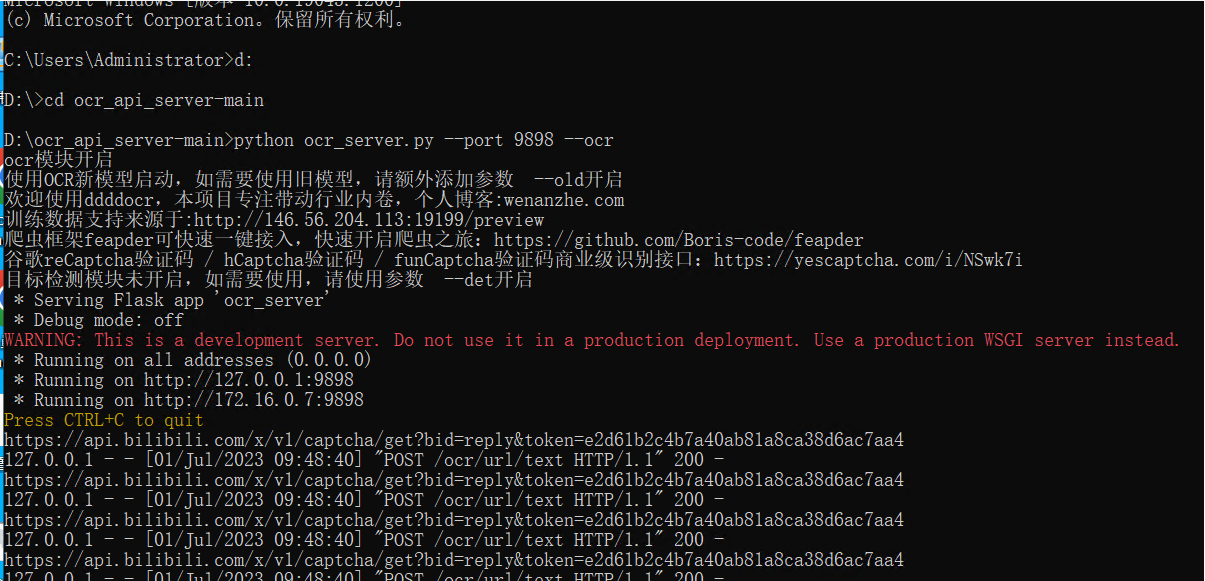 Microsoft Windows [版本 10.0.19045.1200]
(c) Microsoft Corporation。保留所有权利。
C:\Users\Administrator>d:
D:\>cd ocr_api_server-main
D:\ocr_api_server-main>python ocr_server.py --port 9898 --ocr
ocr模块开启
使用OCR新模型启动，如需要使用旧模型，请额外添加参数  --old开启
欢迎使用ddddocr，本项目专注带动行业内卷，个人博客:wenanzhe.com
训练数据支持来源于:http://146.56.204.113:19199/preview
爬虫框架feapder可快速一键接入，快速开启爬虫之旅：https://github.com/Boris-code/feapder
谷歌reCaptcha验证码 / hCaptcha验证码 / funCaptcha验证码商业级识别接口：https://yescaptcha.com/i/NSwk7i
目标检测模块未开启，如需要使用，请使用参数  --det开启
 * Serving Flask app 'ocr_server'
 * Debug mode: off
WARNING: This is a development server. Do not use it in a production deployment. Use a production WSGI server instead.
 * Running on all addresses (0.0.0.0)
 * Running on http://127.0.0.1:9898
 * Running on http://172.16.0.7:9898
Press CTRL+C to quit
https://api.bilibili.com/x/v1/captcha/get?bid=reply&token=e2d61b2c4b7a40ab81a8ca38d6ac7aa4
127.0.0.1 - - [01/Jul/2023 09:48:40] "POST /ocr/url/text HTTP/1.1" 200 -
https://api.bilibili.com/x/v1/captcha/get?bid=reply&token=e2d61b2c4b7a40ab81a8ca38d6ac7aa4
127.0.0.1 - - [01/Jul/2023 09:48:40] "POST /ocr/url/text HTTP/1.1" 200 -
https://api.bilibili.com/x/v1/captcha/get?bid=reply&token=e2d61b2c4b7a40ab81a8ca38d6ac7aa4
127.0.0.1 - - [01/Jul/2023 09:48:40] "POST /ocr/url/text HTTP/1.1" 200 -
https://api.bilibili.com/x/v1/captcha/get?bid=reply&token=e2d61b2c4b7a40ab81a8ca38d6ac7aa4
127.0.0.1 - - [01/Jul/2023 09:48:40] "POST /ocr/url/text HTTP/1.1" 200 -